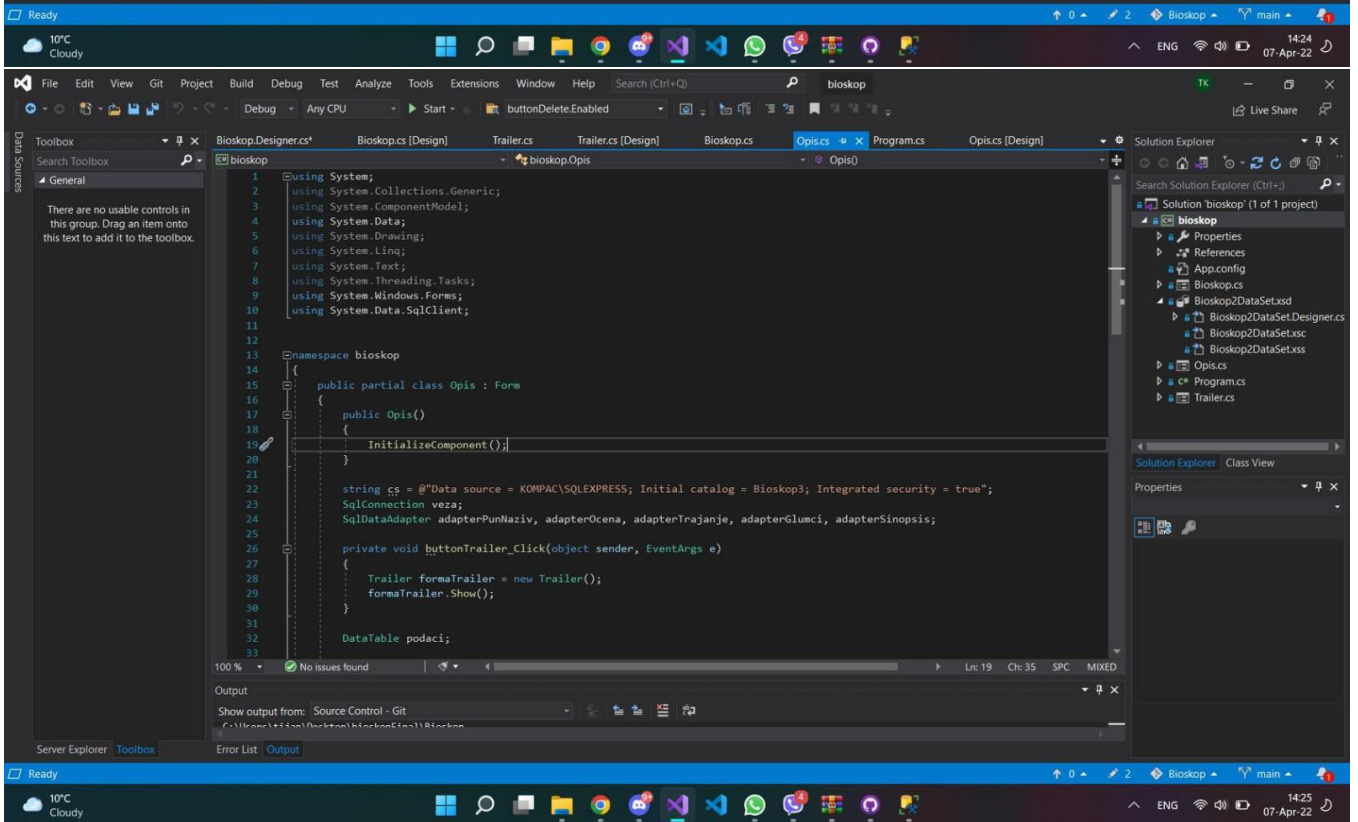 Ready
↑ 0 2 Bioskop main 1
10°C
Cloudy
ENG 14:24
07-Apr-22
File Edit View Git Project Build Debug Test Analyze Tools Extensions Window Help Search (Ctrl+Q) bioskop TK
Debug Any CPU Start buttonDelete.Enabled Live Share
Data Sources
Toolbox
Search Toolbox
General
There are no usable controls in
this group. Drag an item onto
this text to add it to the toolbox.
Bioskop.Designer.cs* Bioskop.cs [Design] Trailer.cs Trailer.cs [Design] Bioskop.cs Opis.cs Program.cs Opis.cs [Design]
bioskop bioskop.Opis Opis()
1 using System;
2 using System.Collections.Generic;
3 using System.ComponentModel;
4 using System.Data;
5 using System.Drawing;
6 using System.Linq;
7 using System.Text;
8 using System.Threading.Tasks;
9 using System.Windows.Forms;
10 using System.Data.SqlClient;
11
12
13 namespace bioskop
14 {
15 public partial class Opis : Form
16 {
17 public Opis()
18 {
19 InitializeComponent();
20 }
21
22 string cs = @"Data source = KOMPAC\SQLEXPRESS; Initial catalog = Bioskop3; Integrated security = true";
23 SqlConnection veza;
24 SqlDataAdapter adapterPunNaziv, adapterOcena, adapterTrajanje, adapterGlumci, adapterSinopsis;
25
26 private void buttonTrailer_Click(object sender, EventArgs e)
27 {
28 Trailer formaTrailer = new Trailer();
29 formaTrailer.Show();
30 }
31
32 DataTable podaci;
33
100 % No issues found Ln: 19 Ch: 35 SPC MIXED
Output
Show output from: Source Control - Git
C:\Users\tijan\Desktop\bioskopFinal\Bioskop
Error List Output
Server Explorer Toolbox
Solution Explorer
Search Solution Explorer (Ctrl+;)
Solution 'bioskop' (1 of 1 project)
bioskop
Properties
References
App.config
Bioskop.cs
Bioskop2DataSet.xsd
Bioskop2DataSet.Designer.cs
Bioskop2DataSet.xsc
Bioskop2DataSet.xss
Opis.cs
Program.cs
Trailer.cs
Solution Explorer Class View
Properties
Ready
↑ 0 2 Bioskop main 1
10°C
Cloudy
ENG 14:25
07-Apr-22